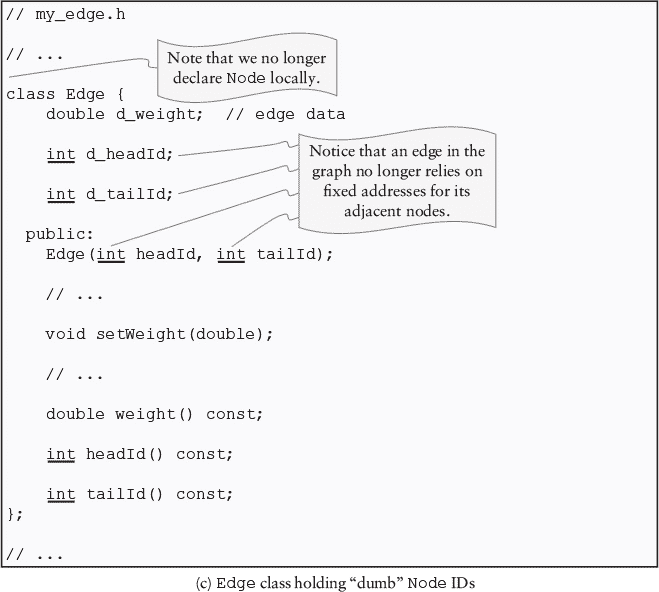 // my_edge.h
// ...
Note that we no longer
declare Node locally.
class Edge {
double d_weight;  // edge data
int d_headId;
Notice that an edge in the
graph no longer relies on
fixed addresses for its
adjacent nodes.
int d_tailId;
public:
Edge(int headId, int tailId);
// ...
void setWeight(double);
// ...
double weight() const;
int headId() const;
int tailId() const;
};
// ...
(c) Edge class holding “dumb” Node IDs